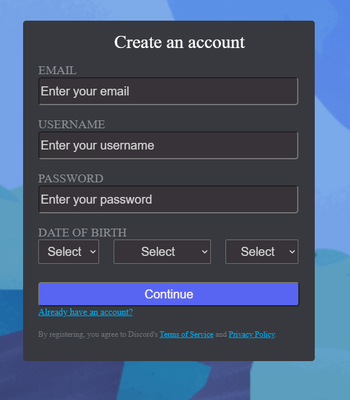 Create an account
EMAIL
Enter your email
USERNAME
Enter your username
PASSWORD
Enter your password
DATE OF BIRTH
Select Select Select
Continue
Already have an account?
By registering, you agree to Discord's Terms of Service and Privacy Policy.